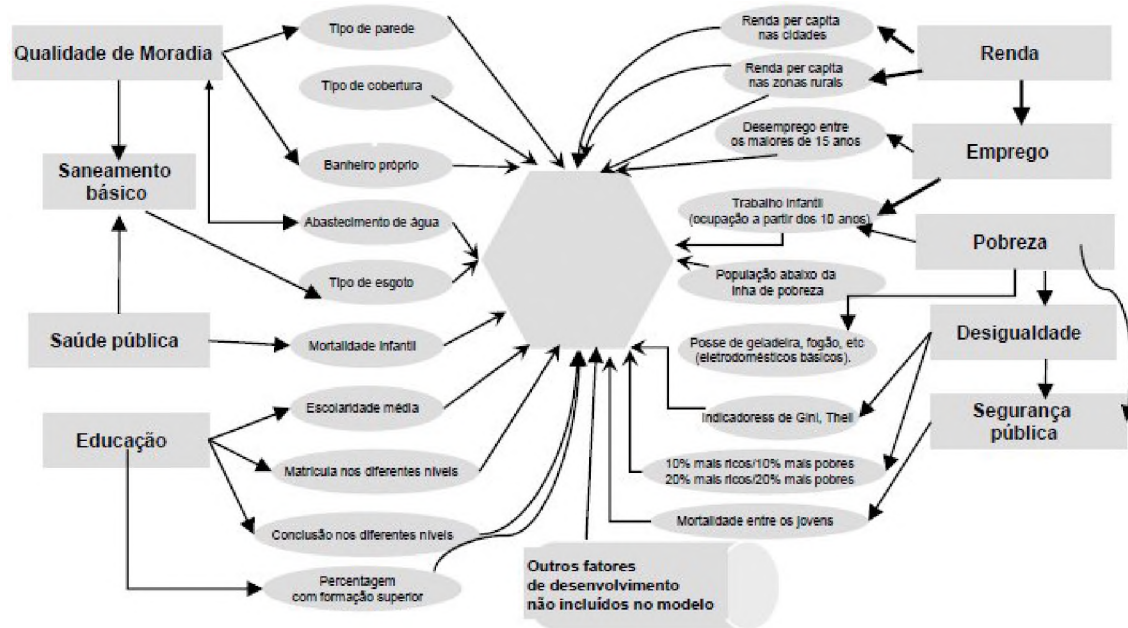 Qualidade de Moradia
Saneamento
básico
Saúde pública
Educação
Tipo de parede
Tipo de cobertura
Banheiro próprio
Abastecimento de água
Tipo de esgoto
Mortalidade infantil
Escolaridade média
Matricula nos diferentes níveis
Conclusão nos diferentes níveis
Percentagem
com formação superior
Outros fatores
de desenvolvimento
não incluídos no modelo
Renda per capita
nas cidades
Renda per capita
nas zonas rurais
Desemprego entre
os maiores de 15 anos
Trabalho infantil
(ocupação a partir dos 10 anos)
População abaixo da
linha de pobreza
Posse de geladeira, fogão, etc
(eletrodomésticos básicos).
Indicadoress de Gini, Theil
10% mais ricos/10% mais pobres
20% mais ricos/20% mais pobres
Mortalidade entre os jovens
Renda
Emprego
Pobreza
Desigualdade
Segurança
pública